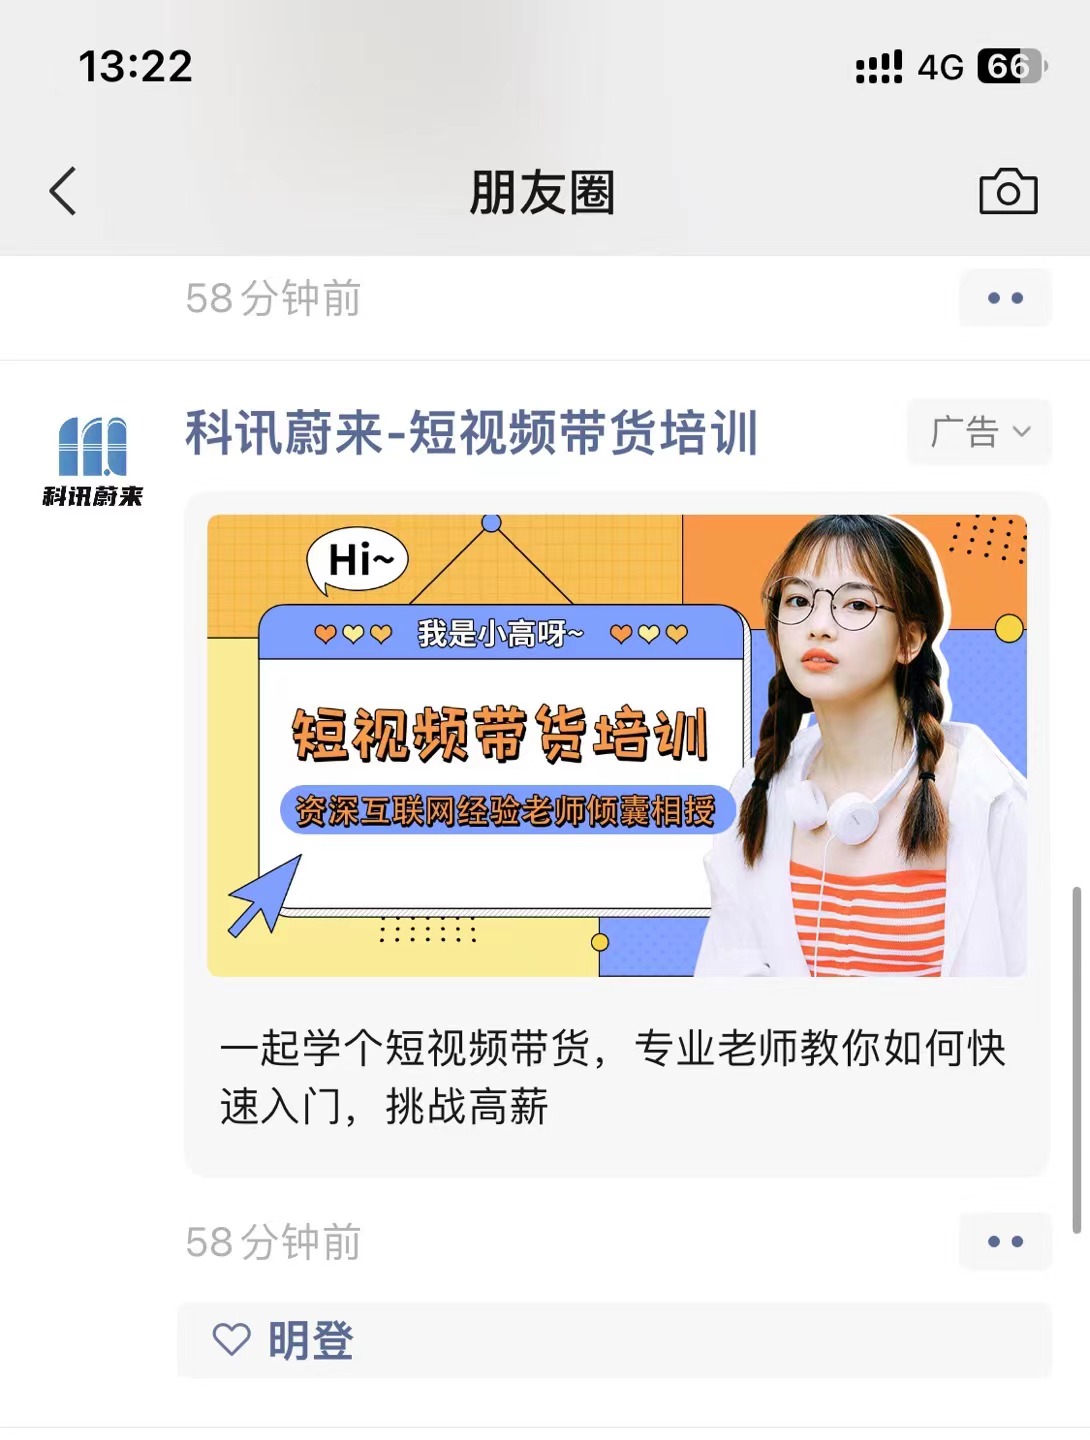 13:22
4G 66
朋友圈
58分钟前
科讯蔚来-短视频带货培训
广告
科讯蔚来
Hi~
我是小高呀~
短视频带货培训
资深互联网经验老师倾囊相授
一起学个短视频带货，专业老师教你如何快
速入门，挑战高薪
58分钟前
明登